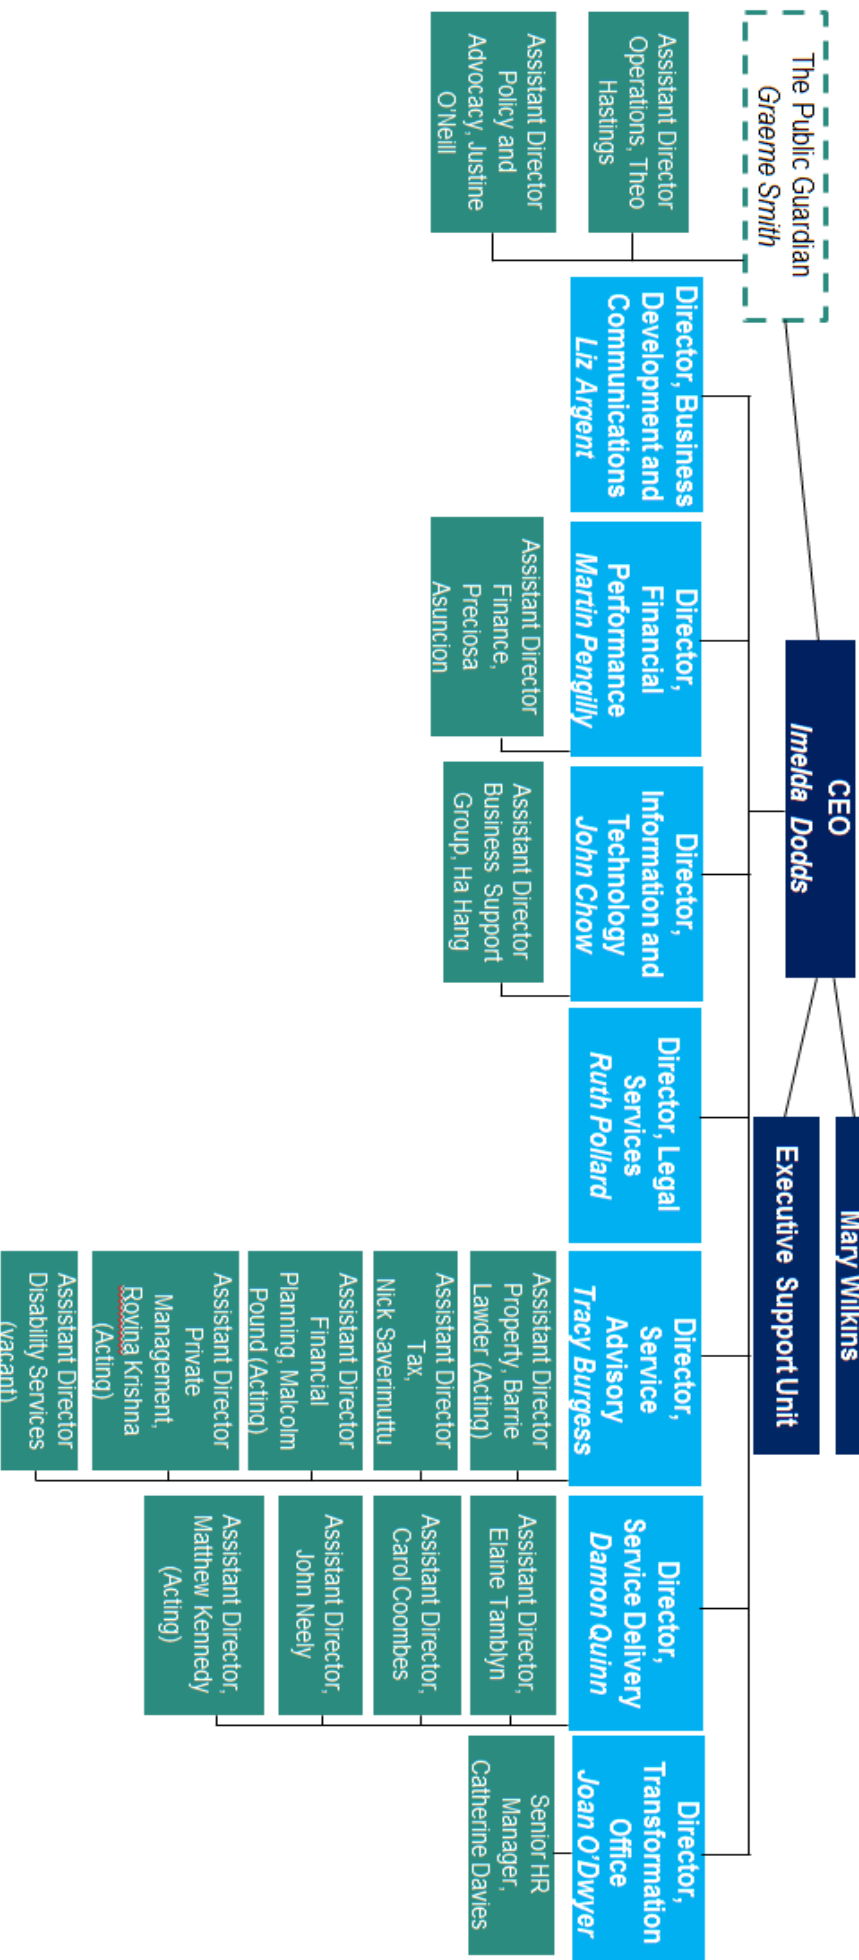 Mary Wilkins
CEO
Imelda Dodds
Executive Support Unit
The Public Guardian
Graeme Smith
Assistant Director
Operations, Theo
Hastings
Assistant Director
Policy and
Advocacy, Justine
O'Neill
Director, Business
Development and
Communications
Liz Argent
Director,
Financial
Performance
Martin Pengilly
Assistant Director
Finance,
Preciosa
Asuncion
Director,
Information and
Technology
John Chow
Assistant Director
Business Support
Group, Ha Hang
Director, Legal
Services
Ruth Pollard
Director,
Service
Advisory
Tracy Burgess
Assistant Director
Property, Barrie
Lawder (Acting)
Assistant Director
Tax,
Nick Saverimuttu
Assistant Director
Financial
Planning, Malcolm
Pound (Acting)
Assistant Director
Private
Management,
Rovina Krishna
(Acting)
Assistant Director
Disability Services
(vacant)
Director,
Service Delivery
Damon Quinn
Assistant Director,
Elaine Tamblyn
Assistant Director,
Carol Coombes
Assistant Director,
John Neely
Assistant Director,
Matthew Kennedy
(Acting)
Director,
Transformation
Office
Joan O'Dwyer
Senior HR
Manager,
Catherine Davies